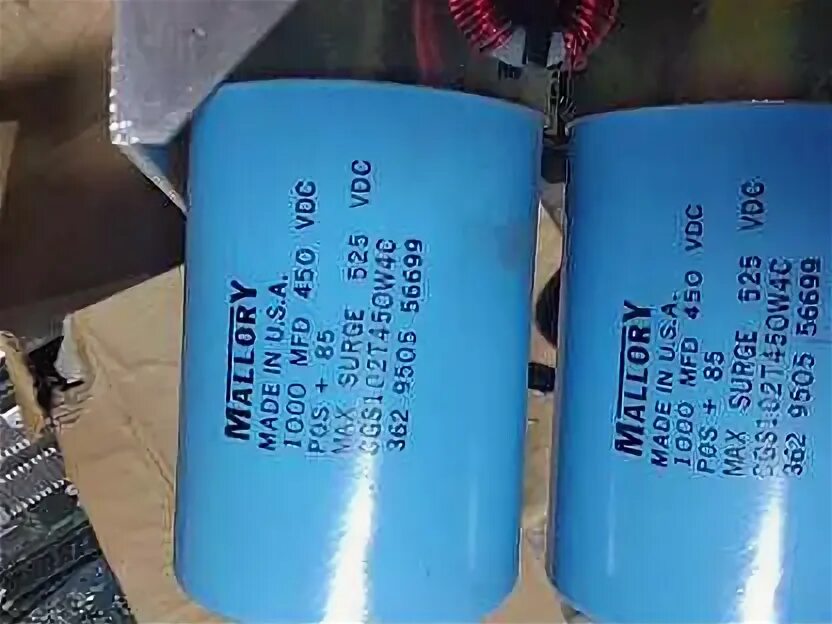 MALLORY
MADE IN U.S.A.
1000 MFD 450 VDC
POS + 85
MAX SURGE 525 VDC
CGS102T450W4C
362 9505 56699
MALLORY
MADE IN U.S.A.
1000 MFD 450 VDC
POS + 85
MAX SURGE 525 VDC
CGS102T450W4C
362 9505 56699